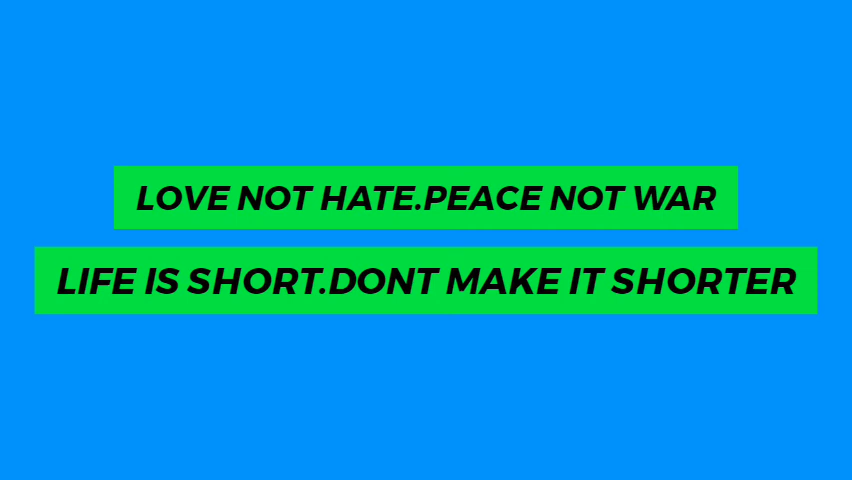 LOVE NOT HATE.PEACE NOT WAR
LIFE IS SHORT.DONT MAKE IT SHORTER